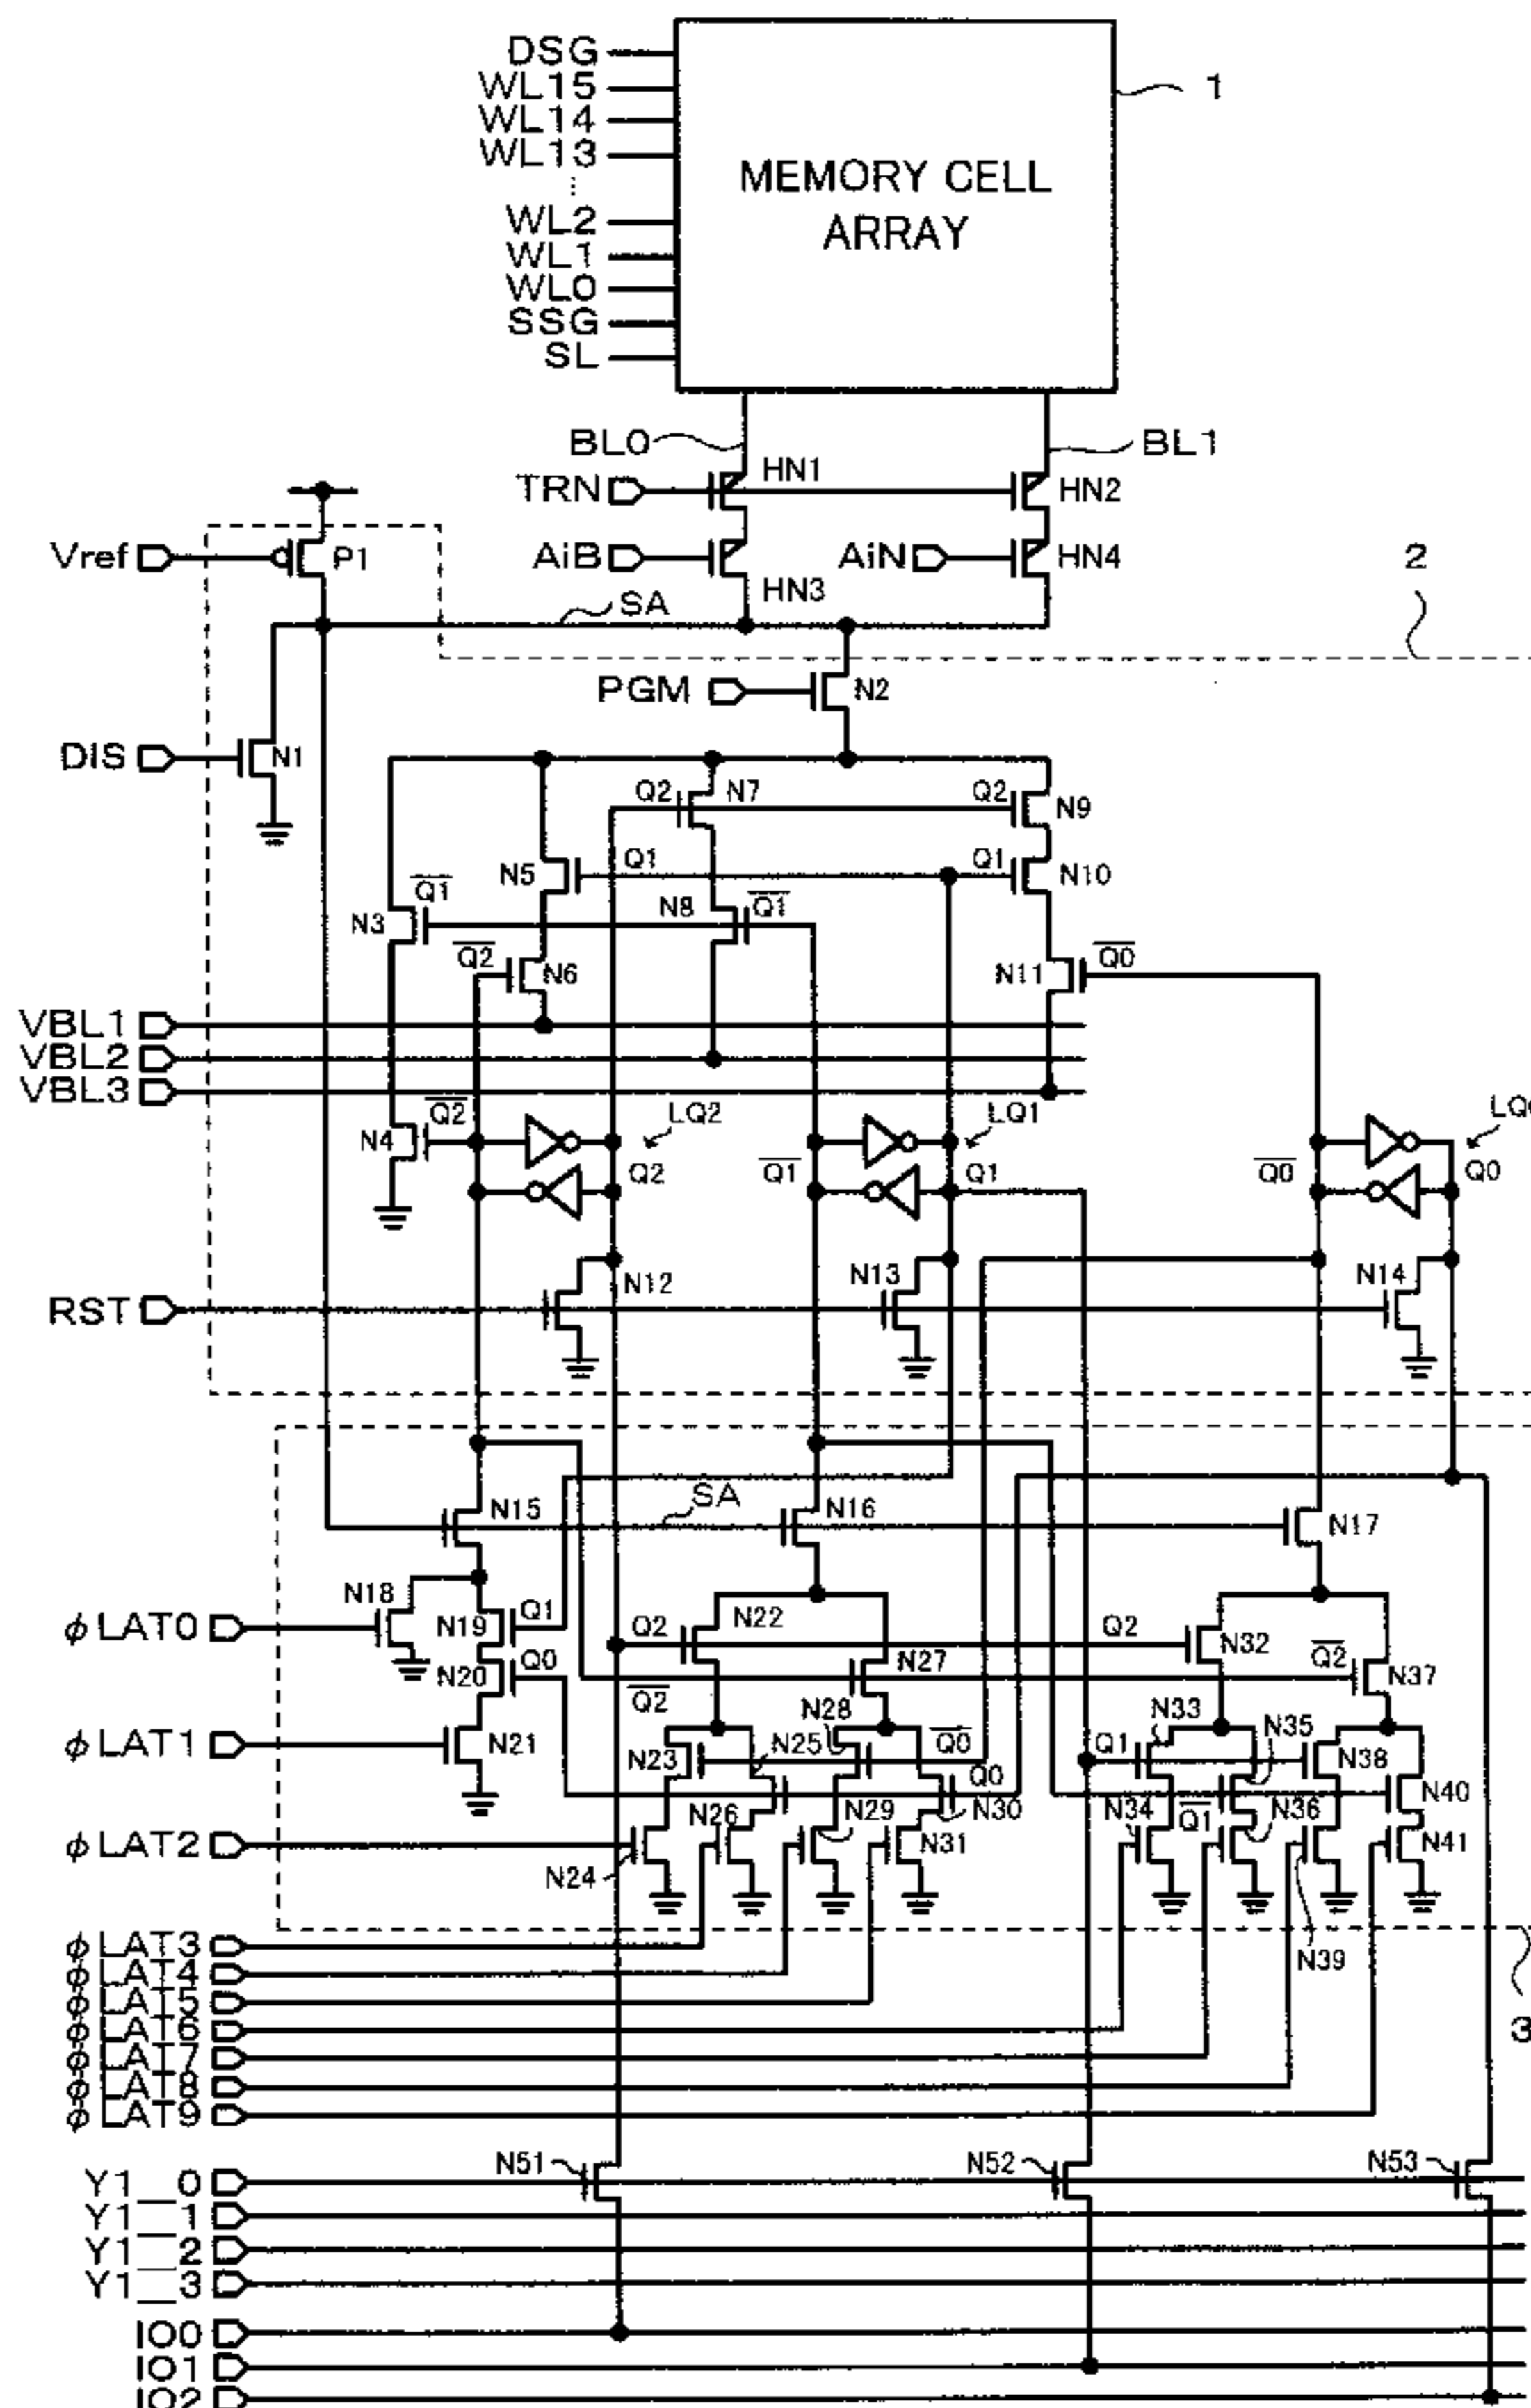 DSG
WL15
WL14
WL13
⋮
WL2
WL1
WL0
SSG
SL
MEMORY CELL
ARRAY
1
BL0
BL1
TRN
HN1
HN2
Vref
P1
AiB
HN3
AiN
HN4
2
SA
PGM
N2
DIS
N1
Q2
N7
Q2
N9
N5
Q1
Q1
N10
N3
Q1
N8
Q1
Q2
N6
N11
Q0
VBL1
VBL2
VBL3
N4
Q2
LQ2
Q2
LQ1
Q1
Q1
Q0
Q0
N12
N13
N14
RST
N15
SA
N16
N17
N18
φLAT0
N19
Q1
Q2
N22
Q2
N32
N20
Q0
N27
Q2
N37
Q2
φLAT1
N21
N28
Q0
N33
N35
N23
N25
Q1
N38
N26
N29
Q0
N30
N34
Q1
N36
N40
φLAT2
N24
N31
N41
N39
3
φLAT3
φLAT4
φLAT5
φLAT6
φLAT7
φLAT8
φLAT9
N51
N52
N53
Y1_0
Y1_1
Y1_2
Y1_3
IO0
IO1
IO2